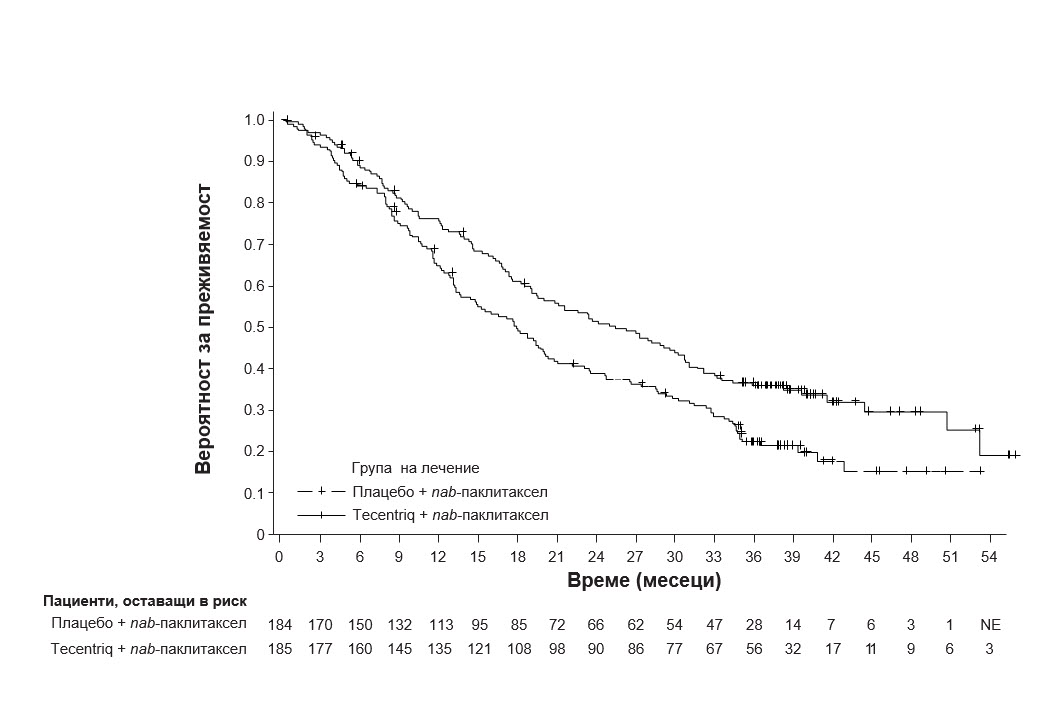 1.0
0.9
0.8
0.7
0.6
0.5
0.4
0.3
0.2
0.1
0
Вероятност за преживяемост
Група на лечение
Плацебо + nab-паклитаксел
Tecentriq + nab-паклитаксел
0 3 6 9 12 15 18 21 24 27 30 33 36 39 42 45 48 51 54
Време (месеци)
Пациенти, оставащи в риск
Плацебо + nab-паклитаксел 184 170 150 132 113 95 85 72 66 62 54 47 28 14 7 6 3 1 NE
Tecentriq + nab-паклитаксел 185 177 160 145 135 121 108 98 90 86 77 67 56 32 17 11 9 6 3